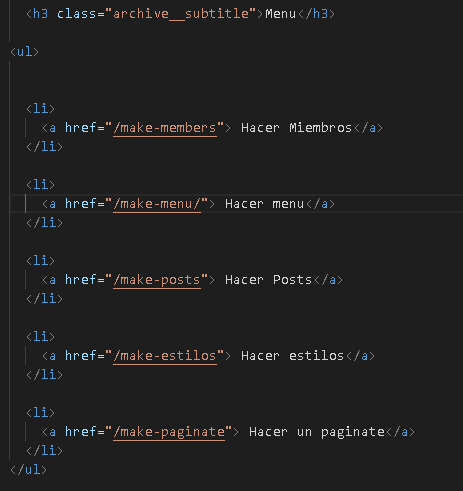 <h3 class="archive__subtitle">Menu</h3>
<ul>
<li>
<a href="/make-members"> Hacer Miembros</a>
</li>
<li>
<a href="/make-menu/"> Hacer menu</a>
</li>
<li>
<a href="/make-posts"> Hacer Posts</a>
</li>
<li>
<a href="/make-estilos"> Hacer estilos</a>
</li>
<li>
<a href="/make-paginate"> Hacer un paginate</a>
</li>
</ul>